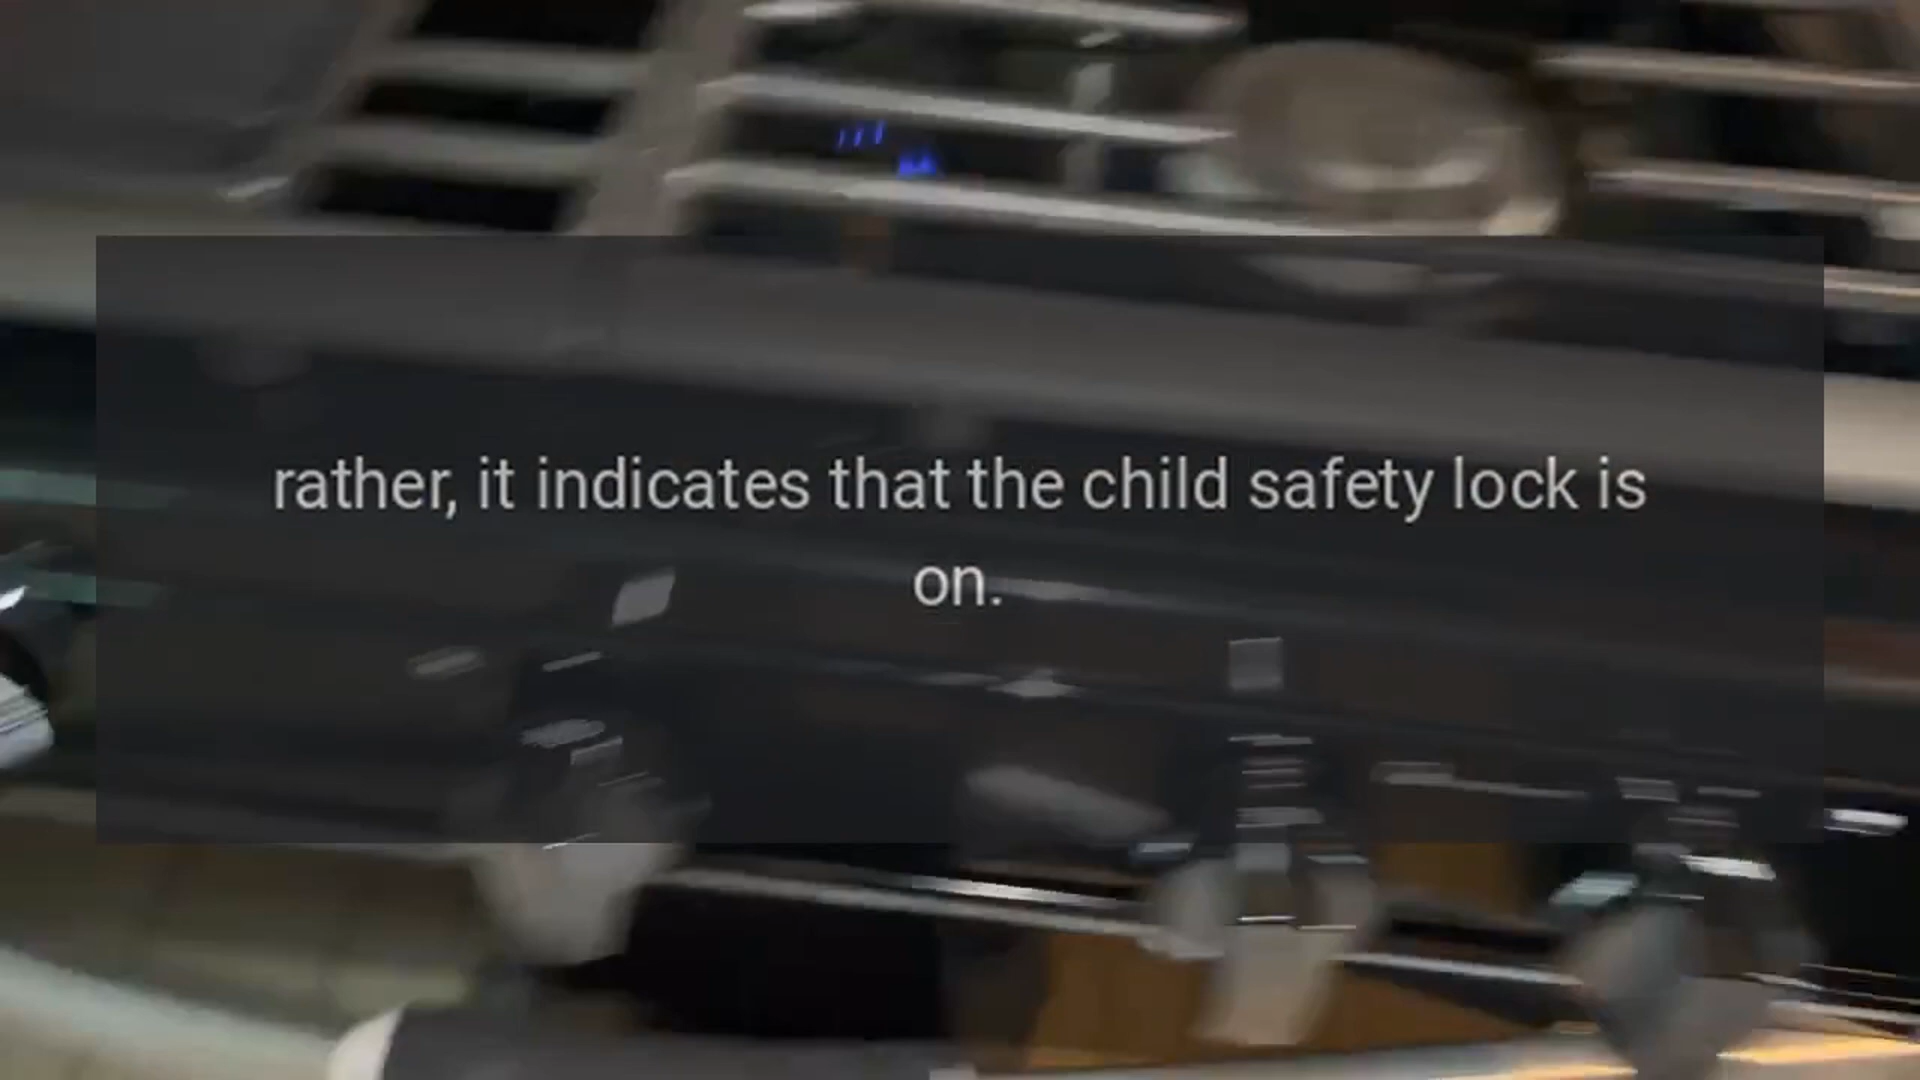 rather, it indicates that the child safety lock is
on.